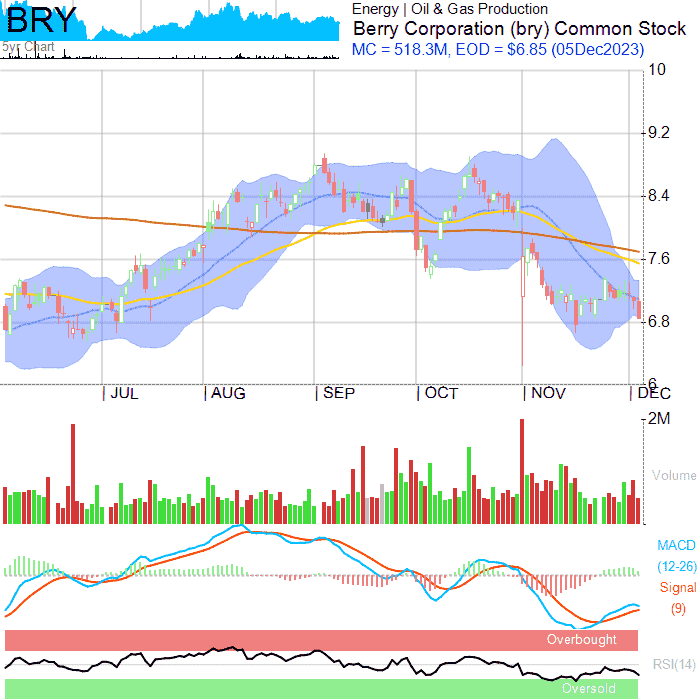 BRY
5yr Chart
Energy | Oil & Gas Production
Berry Corporation (bry) Common Stock
MC = 518.3M, EOD = $6.85 (05Dec2023)
10
9.2
8.4
7.6
6.8
6
JUL AUG SEP OCT NOV DEC
2M
Volume
MACD
(12-26)
Signal
(9)
Overbought
RSI(14)
Oversold